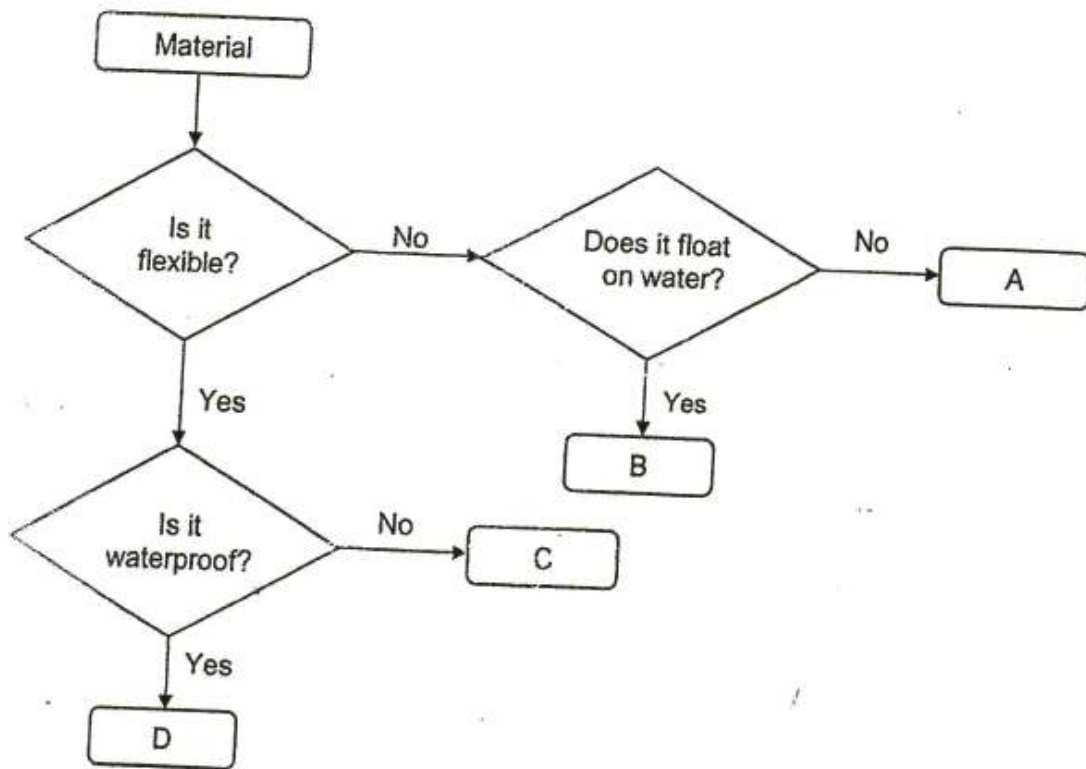 Material
Is it
flexible?
No
Does it float
on water?
No
A
Yes
Yes
B
Is it
waterproof?
No
C
Yes
D